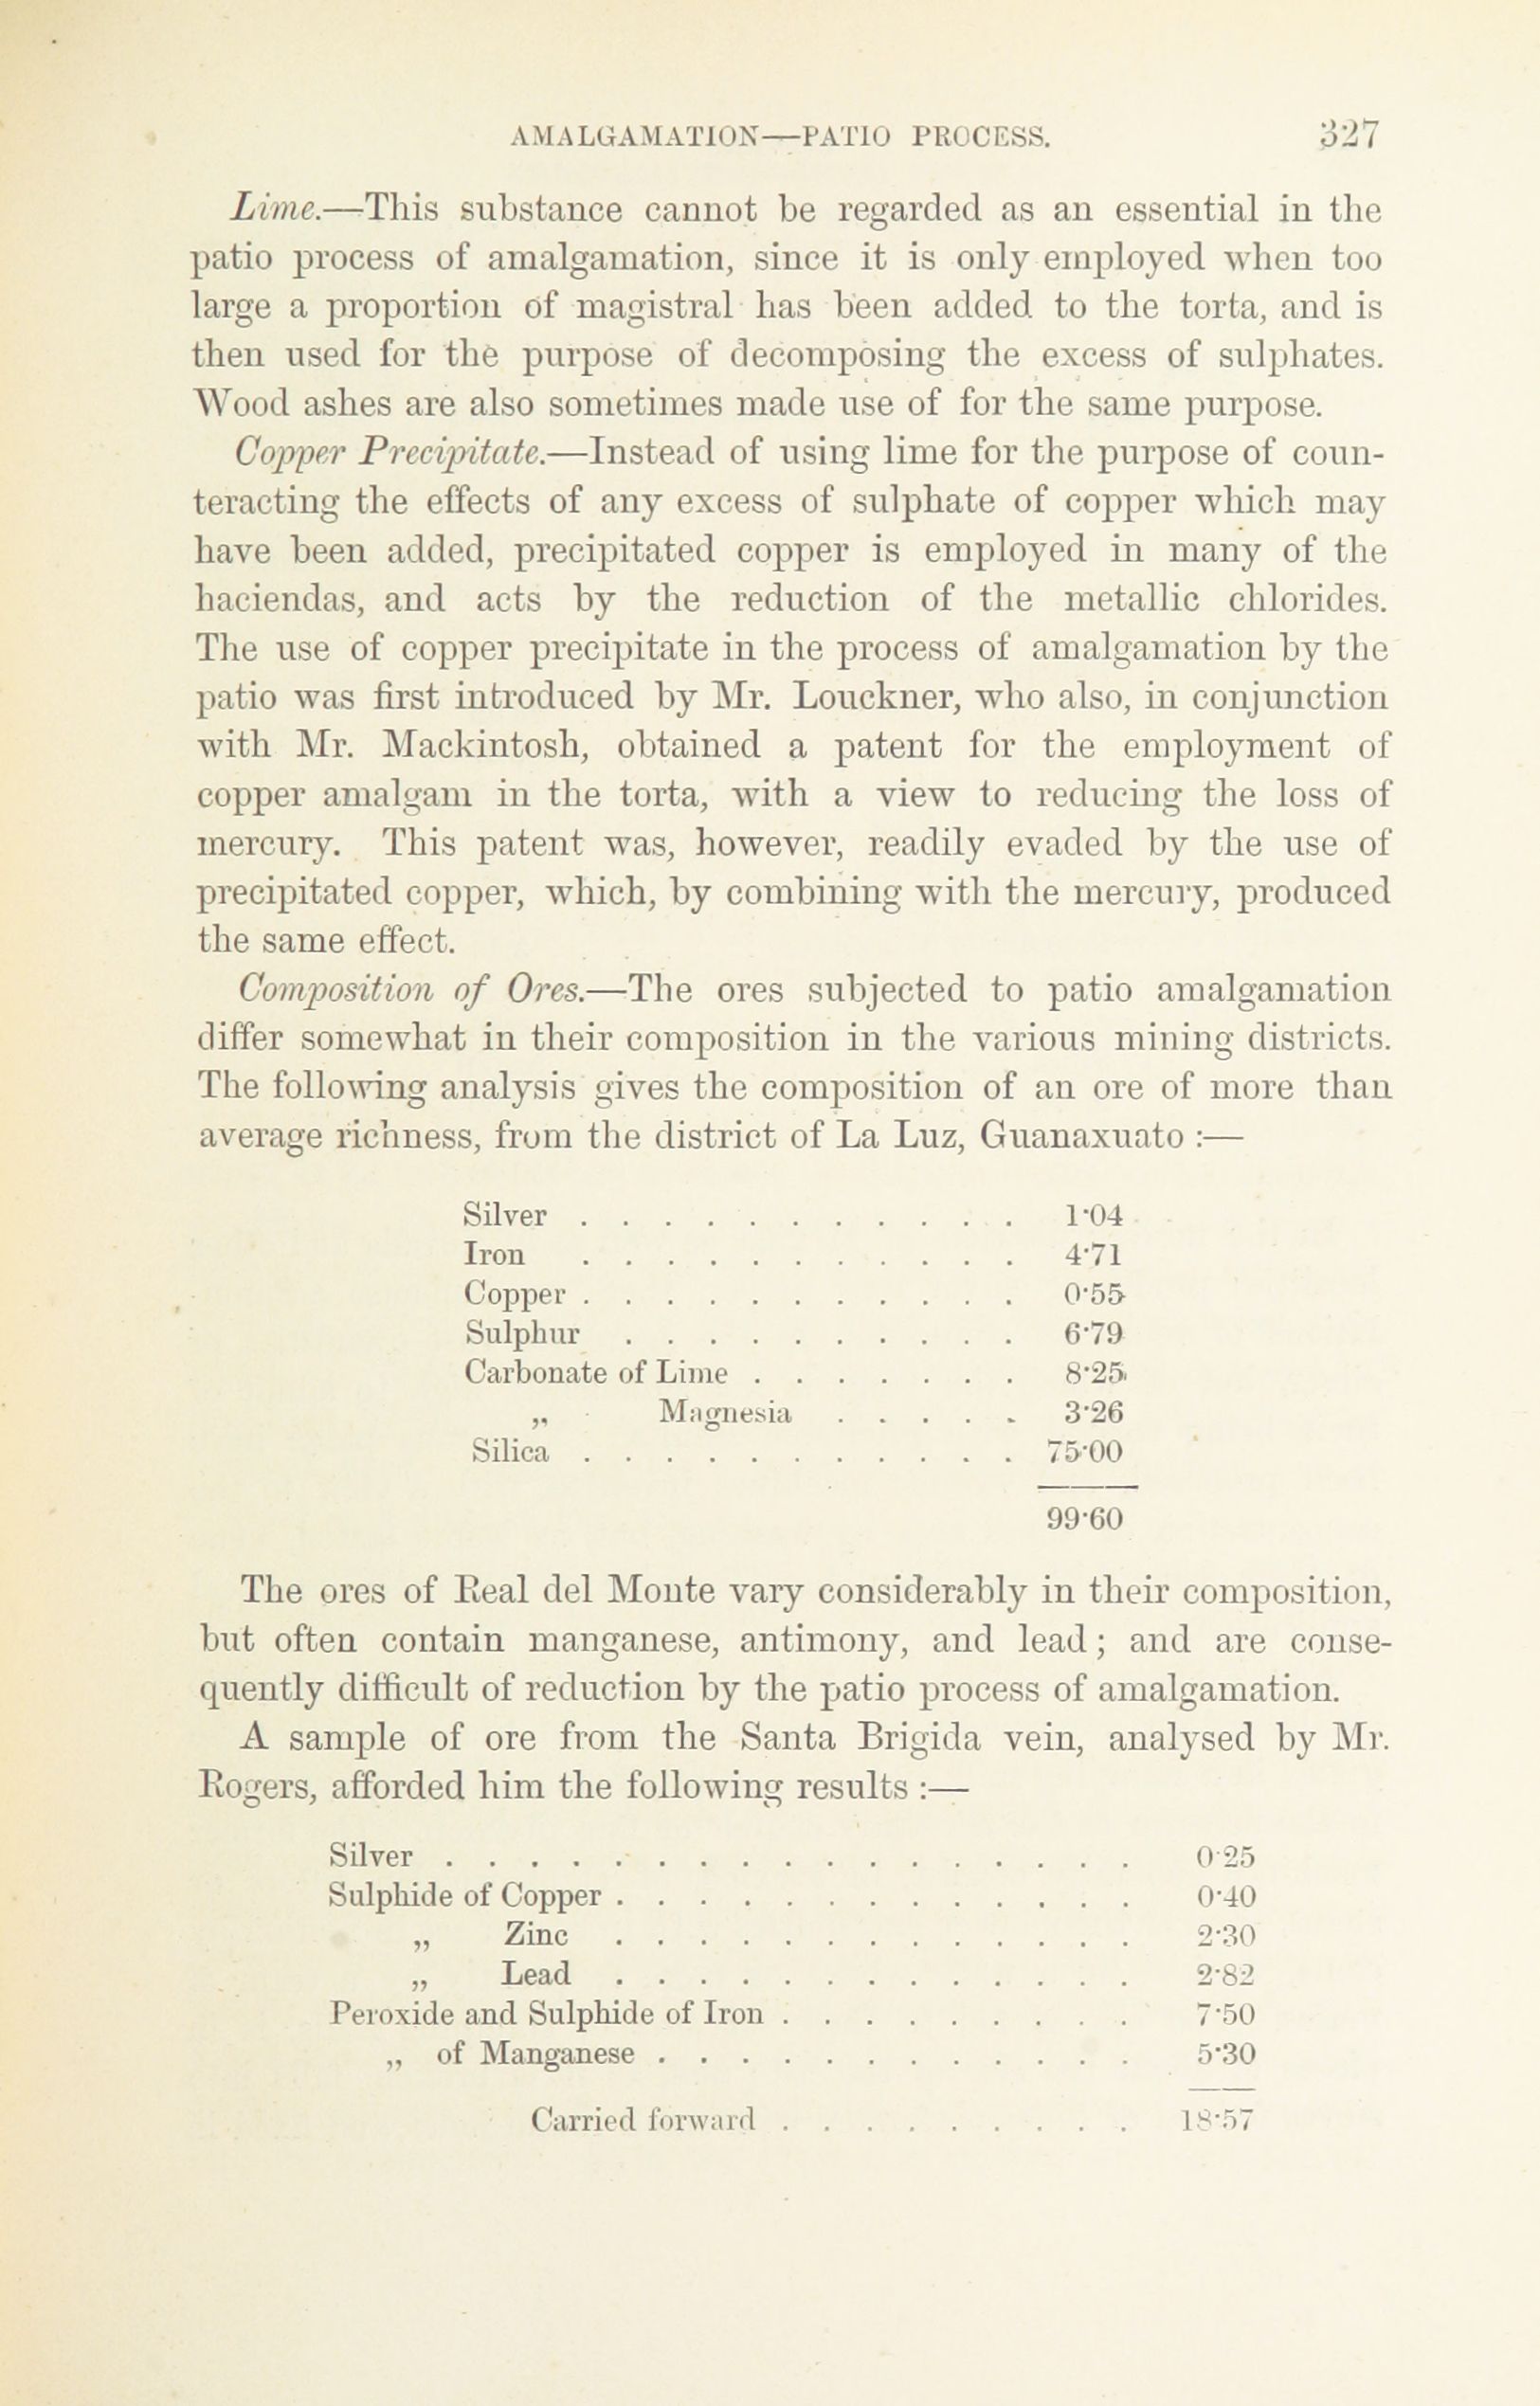 AMALGAMATION—PATIO PROCESS. 327
Lime.—This substance cannot be regarded as an essential in the
patio process of amalgamation, since it is only employed when too
large a proportion of magistral has been added to the torta, and is
then used for the purpose of decomposing the excess of sulphates.
Wood ashes are also sometimes made use of for the same purpose.
Copper Precipitate.—Instead of using lime for the purpose of coun-
teracting the effects of any excess of sulphate of copper which may
have been added, precipitated copper is employed in many of the
haciendas, and acts by the reduction of the metallic chlorides.
The use of copper precipitate in the process of amalgamation by the
patio was first introduced by Mr. Louckner, who also, in conjunction
with Mr. Mackintosh, obtained a patent for the employment of
copper amalgam in the torta, with a view to reducing the loss of
mercury. This patent was, however, readily evaded by the use of
precipitated copper, which, by combining with the mercury, produced
the same effect.
Composition of Ores.—The ores subjected to patio amalgamation
differ somewhat in their composition in the various mining districts.
The following analysis gives the composition of an ore of more than
average richness, from the district of La Luz, Guanaxuato :—
Silver . . . . . . . . . . . 1·04
Iron . . . . . . . . . . . 4·71
Copper . . . . . . . . . . . 0·55
Sulphur . . . . . . . . . . 6·79
Carbonate of Lime . . . . . . . 8·25
„ Magnesia . . . . . 3·26
Silica . . . . . . . . . . . 75·00
99·60
The ores of Real del Monte vary considerably in their composition,
but often contain manganese, antimony, and lead; and are conse-
quently difficult of reduction by the patio process of amalgamation.
A sample of ore from the Santa Brigida vein, analysed by Mr.
Rogers, afforded him the following results :—
Silver . . . . . . . . . . . . . . . . . 0·25
Sulphide of Copper . . . . . . . . . . . . . 0·40
„ Zinc . . . . . . . . . . . . . 2·30
„ Lead . . . . . . . . . . . . . 2·82
Peroxide and Sulphide of Iron . . . . . . . . . 7·50
„ of Manganese . . . . . . . . . . . . 5·30
Carried forward . . . . . . . . . 18·57